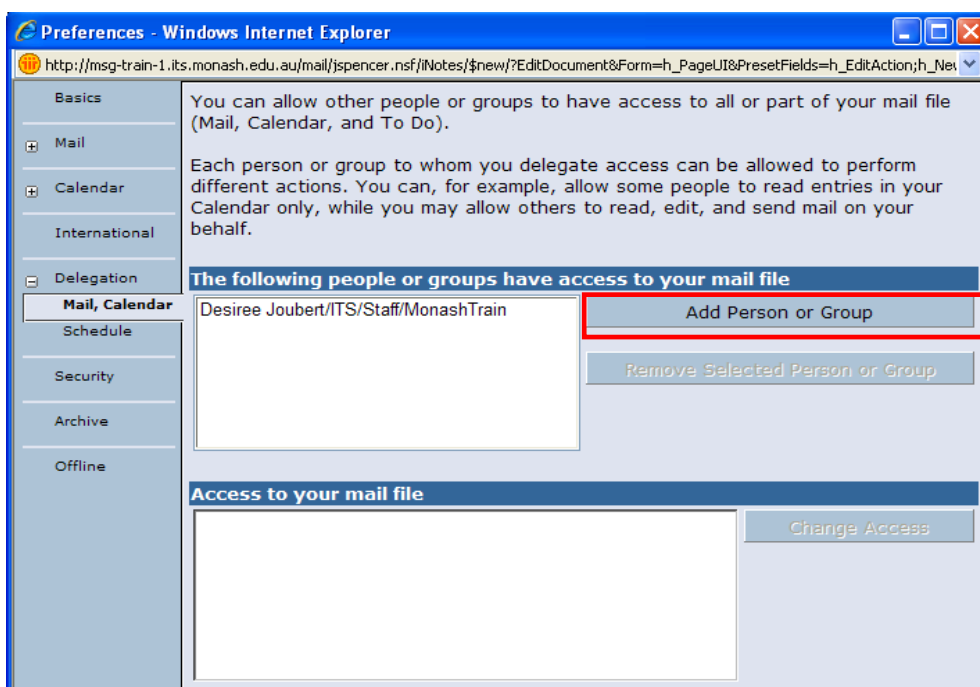 Preferences - Windows Internet Explorer
http://msg-train-1.its.monash.edu.au/mail/jspencer.nsf/iNotes/$new/?EditDocument&Form=h_PageUI&PresetFields=h_EditAction;h_Nev
Basics
Mail
Calendar
International
Delegation
Mail, Calendar
Schedule
Security
Archive
Offline
You can allow other people or groups to have access to all or part of your mail file
(Mail, Calendar, and To Do).
Each person or group to whom you delegate access can be allowed to perform
different actions. You can, for example, allow some people to read entries in your
Calendar only, while you may allow others to read, edit, and send mail on your
behalf.
The following people or groups have access to your mail file
Desiree Joubert/ITS/Staff/MonashTrain
Add Person or Group
Remove Selected Person or Group
Access to your mail file
Change Access